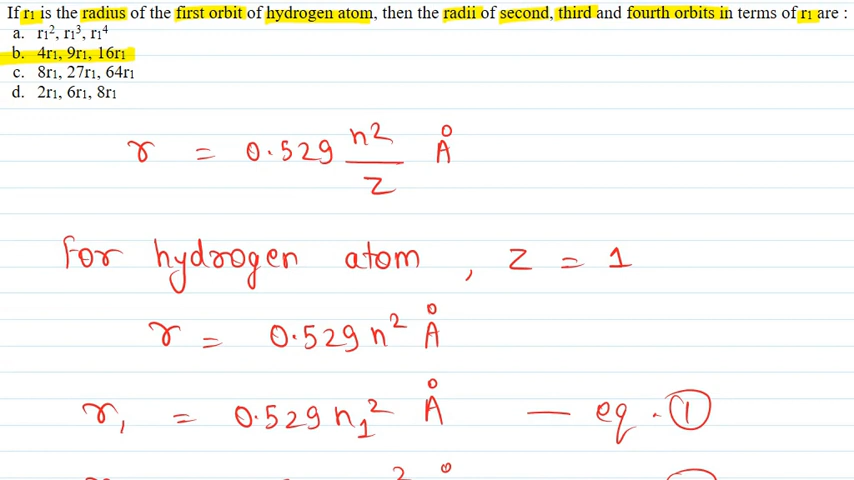 If r₁ is the radius of the first orbit of hydrogen atom, then the radii of second, third and fourth orbits in terms of r₁ are :
a. r₁², r₁³, r₁⁴
b. 4r₁, 9r₁, 16r₁
c. 8r₁, 27r₁, 64r₁
d. 2r₁, 6r₁, 8r₁
r = 0.529 n²/Z Å
For hydrogen atom , Z = 1
r = 0.529 n² Å
r₁ = 0.529 n₁² Å — eq. ①